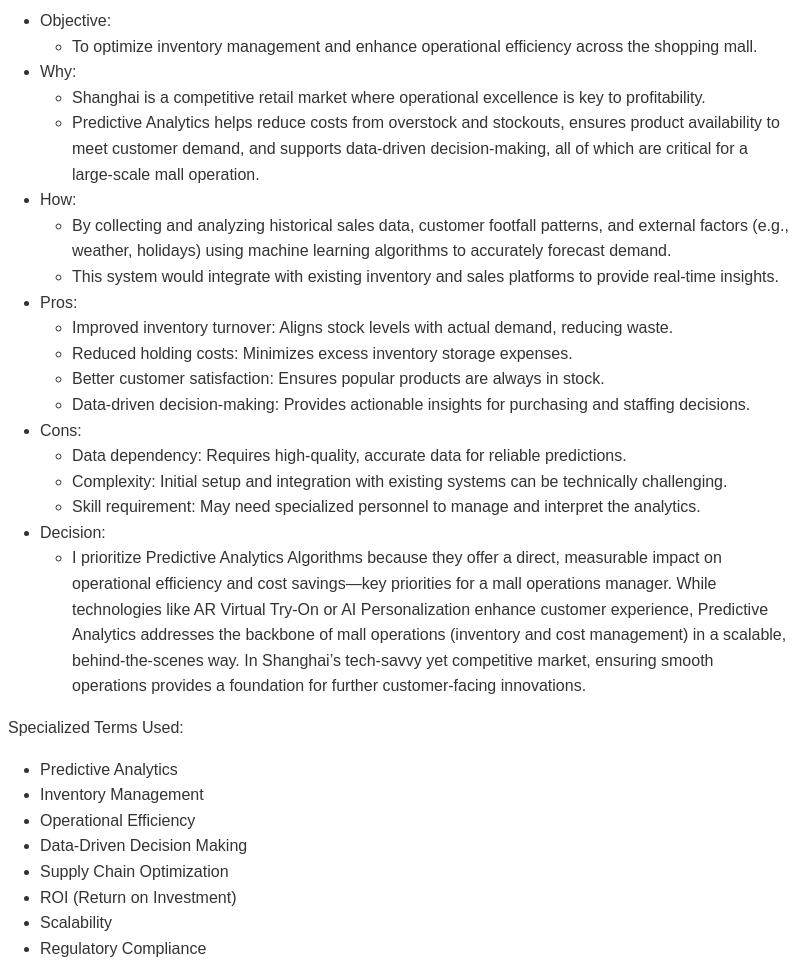 Objective:
To optimize inventory management and enhance operational efficiency across the shopping mall.
Why:
Shanghai is a competitive retail market where operational excellence is key to profitability.
Predictive Analytics helps reduce costs from overstock and stockouts, ensures product availability to
meet customer demand, and supports data-driven decision-making, all of which are critical for a
large-scale mall operation.
How:
By collecting and analyzing historical sales data, customer footfall patterns, and external factors (e.g.,
weather, holidays) using machine learning algorithms to accurately forecast demand.
This system would integrate with existing inventory and sales platforms to provide real-time insights.
Pros:
Improved inventory turnover: Aligns stock levels with actual demand, reducing waste.
Reduced holding costs: Minimizes excess inventory storage expenses.
Better customer satisfaction: Ensures popular products are always in stock.
Data-driven decision-making: Provides actionable insights for purchasing and staffing decisions.
Cons:
Data dependency: Requires high-quality, accurate data for reliable predictions.
Complexity: Initial setup and integration with existing systems can be technically challenging.
Skill requirement: May need specialized personnel to manage and interpret the analytics.
Decision:
I prioritize Predictive Analytics Algorithms because they offer a direct, measurable impact on
operational efficiency and cost savings—key priorities for a mall operations manager. While
technologies like AR Virtual Try-On or AI Personalization enhance customer experience, Predictive
Analytics addresses the backbone of mall operations (inventory and cost management) in a scalable,
behind-the-scenes way. In Shanghai’s tech-savvy yet competitive market, ensuring smooth
operations provides a foundation for further customer-facing innovations.
Specialized Terms Used:
Predictive Analytics
Inventory Management
Operational Efficiency
Data-Driven Decision Making
Supply Chain Optimization
ROI (Return on Investment)
Scalability
Regulatory Compliance